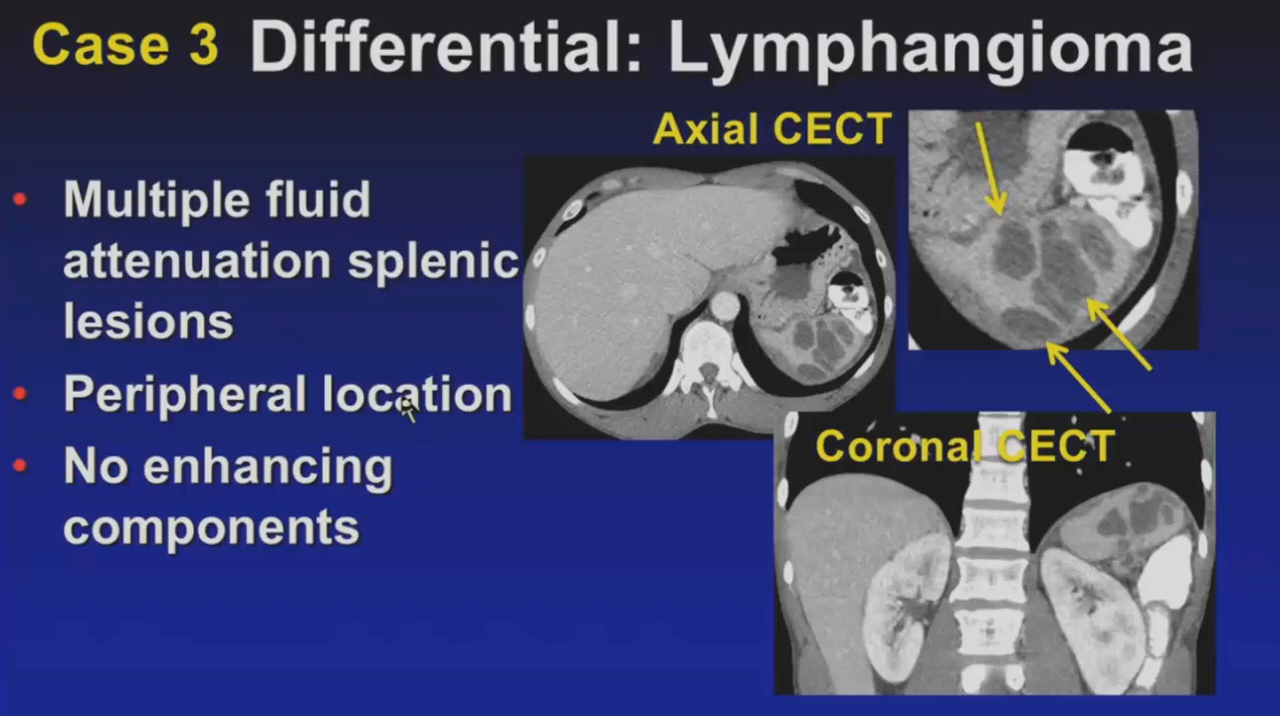 Case 3 Differential: Lymphangioma
Axial CECT
• Multiple fluid
attenuation splenic
lesions
• Peripheral location
• No enhancing
components
Coronal CECT